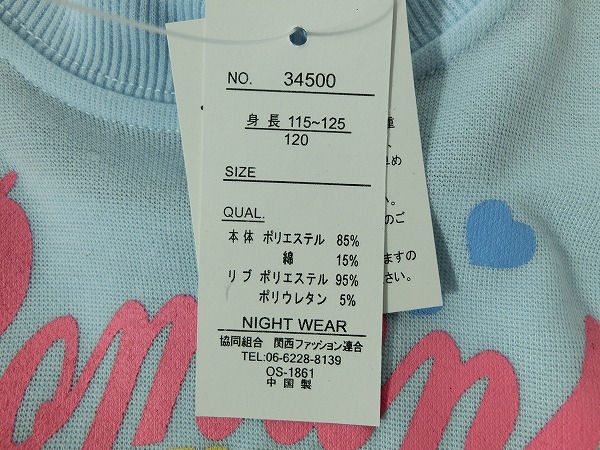 NO. 34500
身長 115~125
120
SIZE
QUAL.
本体 ポリエステル 85%
綿 15%
リブ ポリエステル 95%
ポリウレタン 5%
NIGHT WEAR
協同組合 関西ファッション連合
TEL:06-6228-8139
OS-1861
中国製